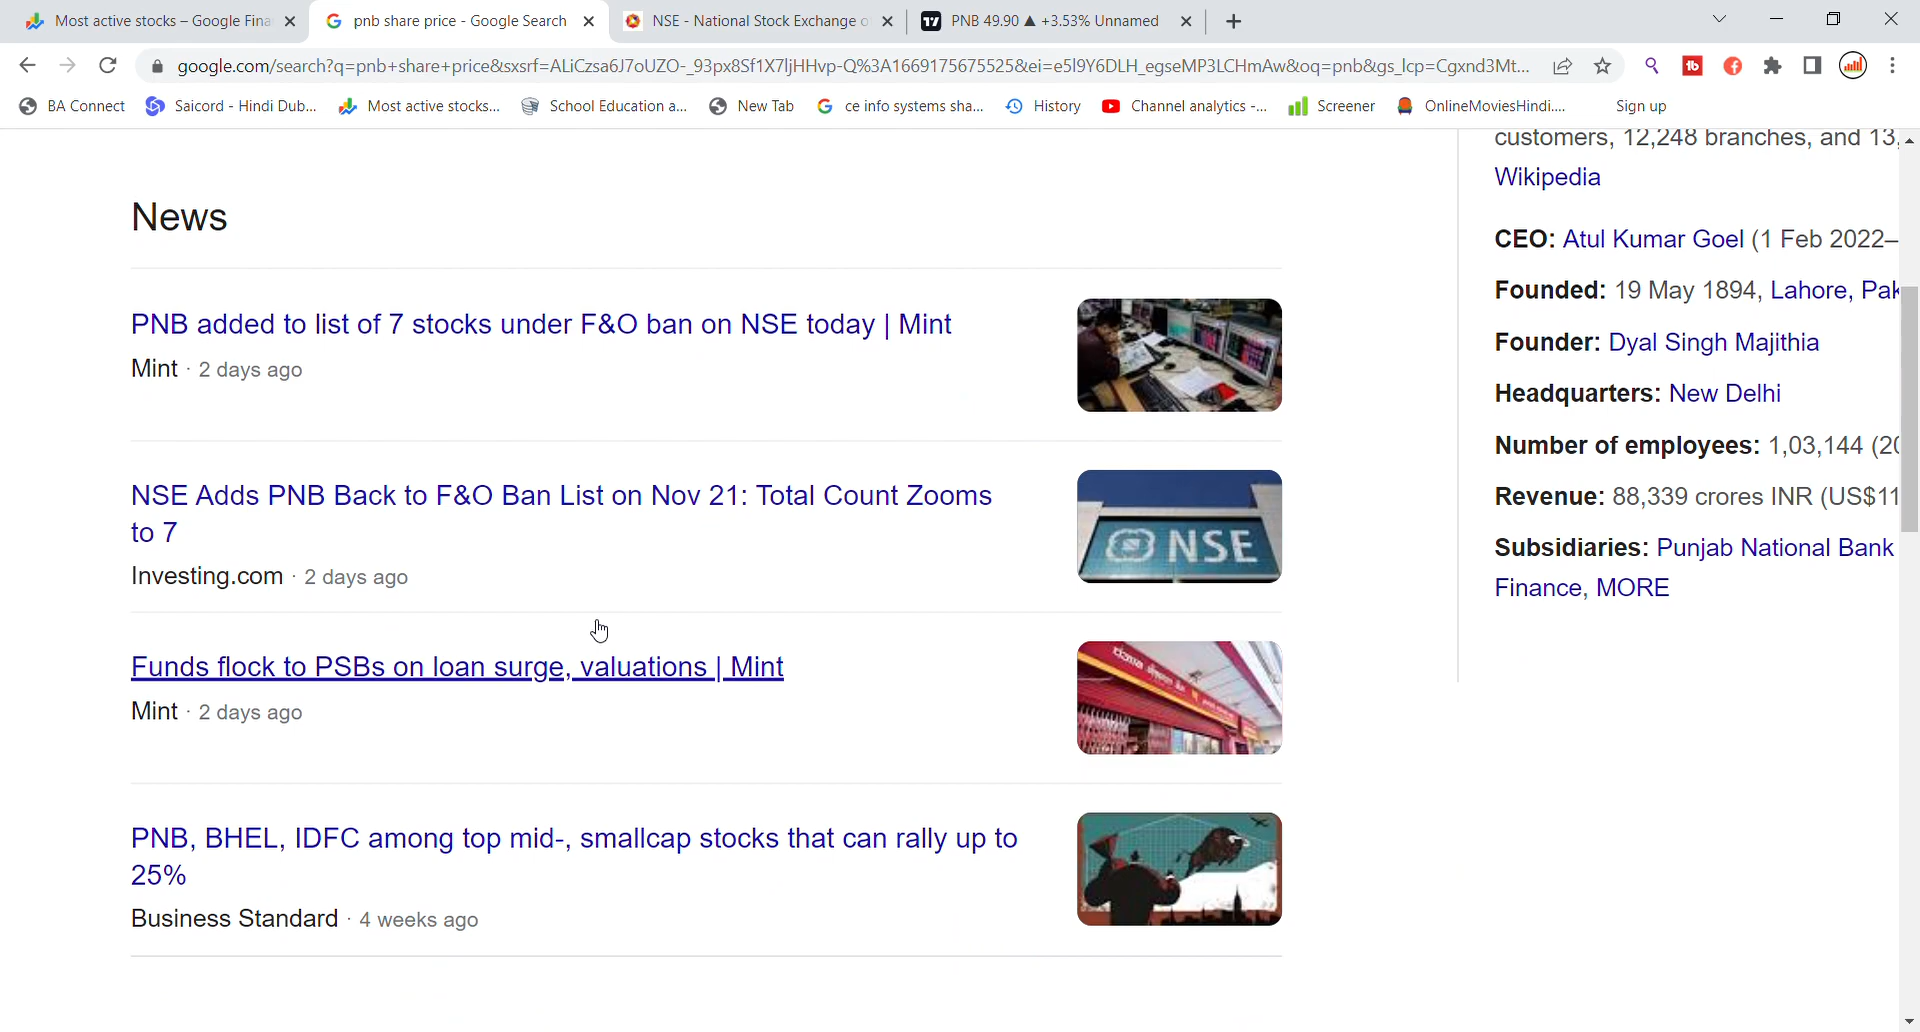 Most active stocks – Google Fina
pnb share price - Google Search
NSE - National Stock Exchange o
PNB 49.90 ▲ +3.53% Unnamed
google.com/search?q=pnb+share+price&sxsrf=ALiCzsa6J7oUZO-_93px8Sf1X7ljHHvp-Q%3A1669175675525&ei=e5l9Y6DLH_egseMP3LCHmAw&oq=pnb&gs_lcp=Cgxnd3Mt...
BA Connect
Saicord - Hindi Dub...
Most active stocks...
School Education a...
New Tab
ce info systems sha...
History
Channel analytics -...
Screener
OnlineMoviesHindi....
Sign up
News
PNB added to list of 7 stocks under F&O ban on NSE today | Mint
Mint · 2 days ago
NSE Adds PNB Back to F&O Ban List on Nov 21: Total Count Zooms
to 7
Investing.com · 2 days ago
NSE
Funds flock to PSBs on loan surge, valuations | Mint
Mint · 2 days ago
PNB, BHEL, IDFC among top mid-, smallcap stocks that can rally up to
25%
Business Standard · 4 weeks ago
customers, 12,248 branches, and 13,
Wikipedia
CEO: Atul Kumar Goel (1 Feb 2022–
Founded: 19 May 1894, Lahore, Pak
Founder: Dyal Singh Majithia
Headquarters: New Delhi
Number of employees: 1,03,144 (20
Revenue: 88,339 crores INR (US$11
Subsidiaries: Punjab National Bank
Finance, MORE